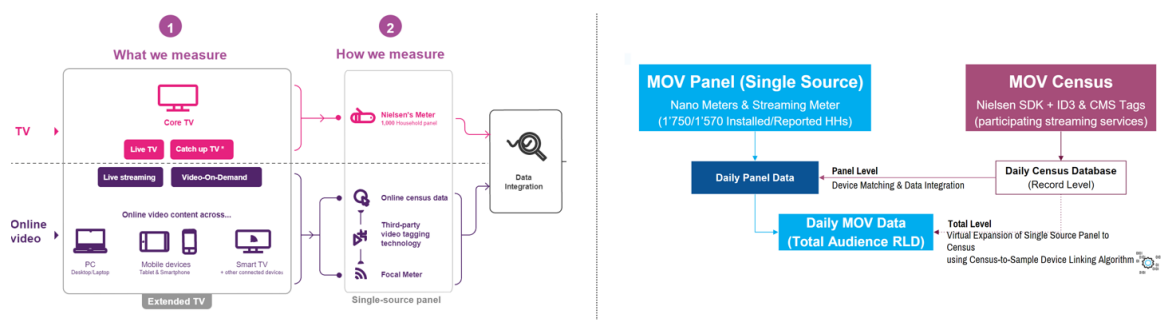 1
What we measure
2
How we measure
TV
Core TV
Live TV
Catch up TV *
Live streaming
Video-On-Demand
Online
video
Online video content across...
PC
Desktop/Laptop
Mobile devices
Tablet & Smartphone
Smart TV
+ other connected devices
Extended TV
Nielsen's Meter
1,000 Household panel
Online census data
Third-party
video tagging
technology
Focal Meter
Single-source panel
Data
Integration
MOV Panel (Single Source)
Nano Meters & Streaming Meter
(1'750/1'570 Installed/Reported HHs)
MOV Census
Nielsen SDK + ID3 & CMS Tags
(participating streaming services)
Daily Panel Data
Panel Level
Device Matching & Data Integration
Daily Census Database
(Record Level)
Daily MOV Data
(Total Audience RLD)
Total Level
Virtual Expansion of Single Source Panel to
Census
using Census-to-Sample Device Linking Algorithm